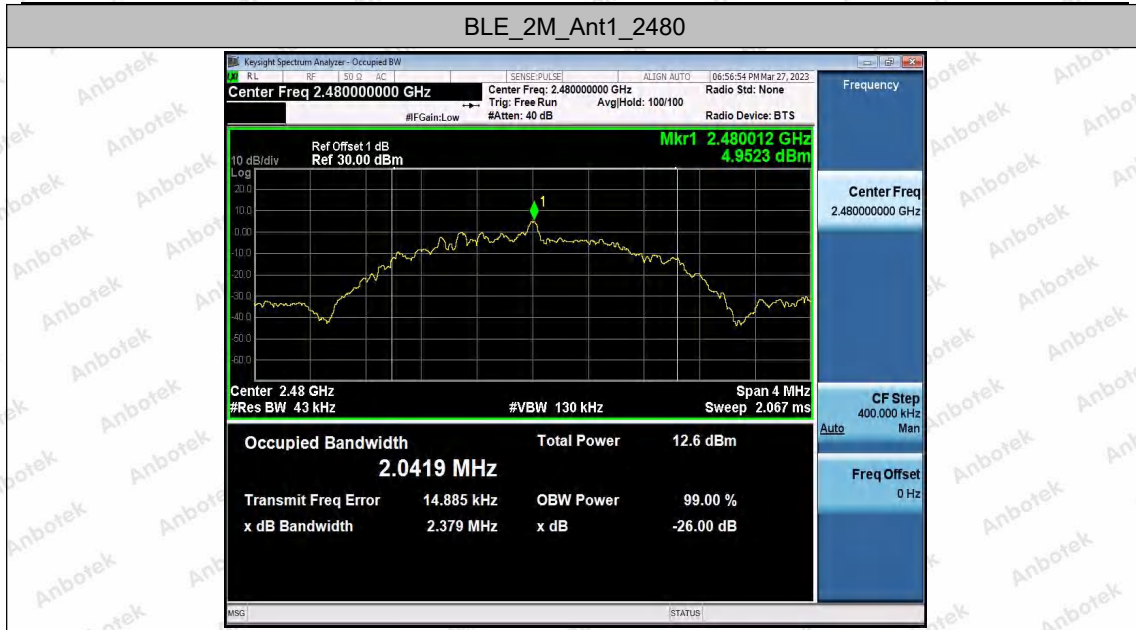 BLE_2M_Ant1_2480
Keysight Spectrum Analyzer - Occupied BW
RL RF 50 Ω AC SENSE:PULSE ALIGN AUTO 06:56:54 PM Mar 27, 2023
Center Freq 2.480000000 GHz Center Freq: 2.480000000 GHz Radio Std: None
Trig: Free Run Avg|Hold: 100/100
#IFGain:Low #Atten: 40 dB Radio Device: BTS
Frequency
Mkr1 2.480012 GHz
4.9523 dBm
Ref Offset 1 dB
10 dB/div Ref 30.00 dBm
Log
20.0
10.0
0.00
-10.0
-20.0
-30.0
-40.0
-50.0
-60.0
1
Center 2.48 GHz Span 4 MHz
#Res BW 43 kHz #VBW 130 kHz Sweep 2.067 ms
Center Freq
2.480000000 GHz
CF Step
400.000 kHz
Auto Man
Freq Offset
0 Hz
Occupied Bandwidth Total Power 12.6 dBm
2.0419 MHz
Transmit Freq Error 14.885 kHz OBW Power 99.00 %
x dB Bandwidth 2.379 MHz x dB -26.00 dB
MSG STATUS
Anbotek